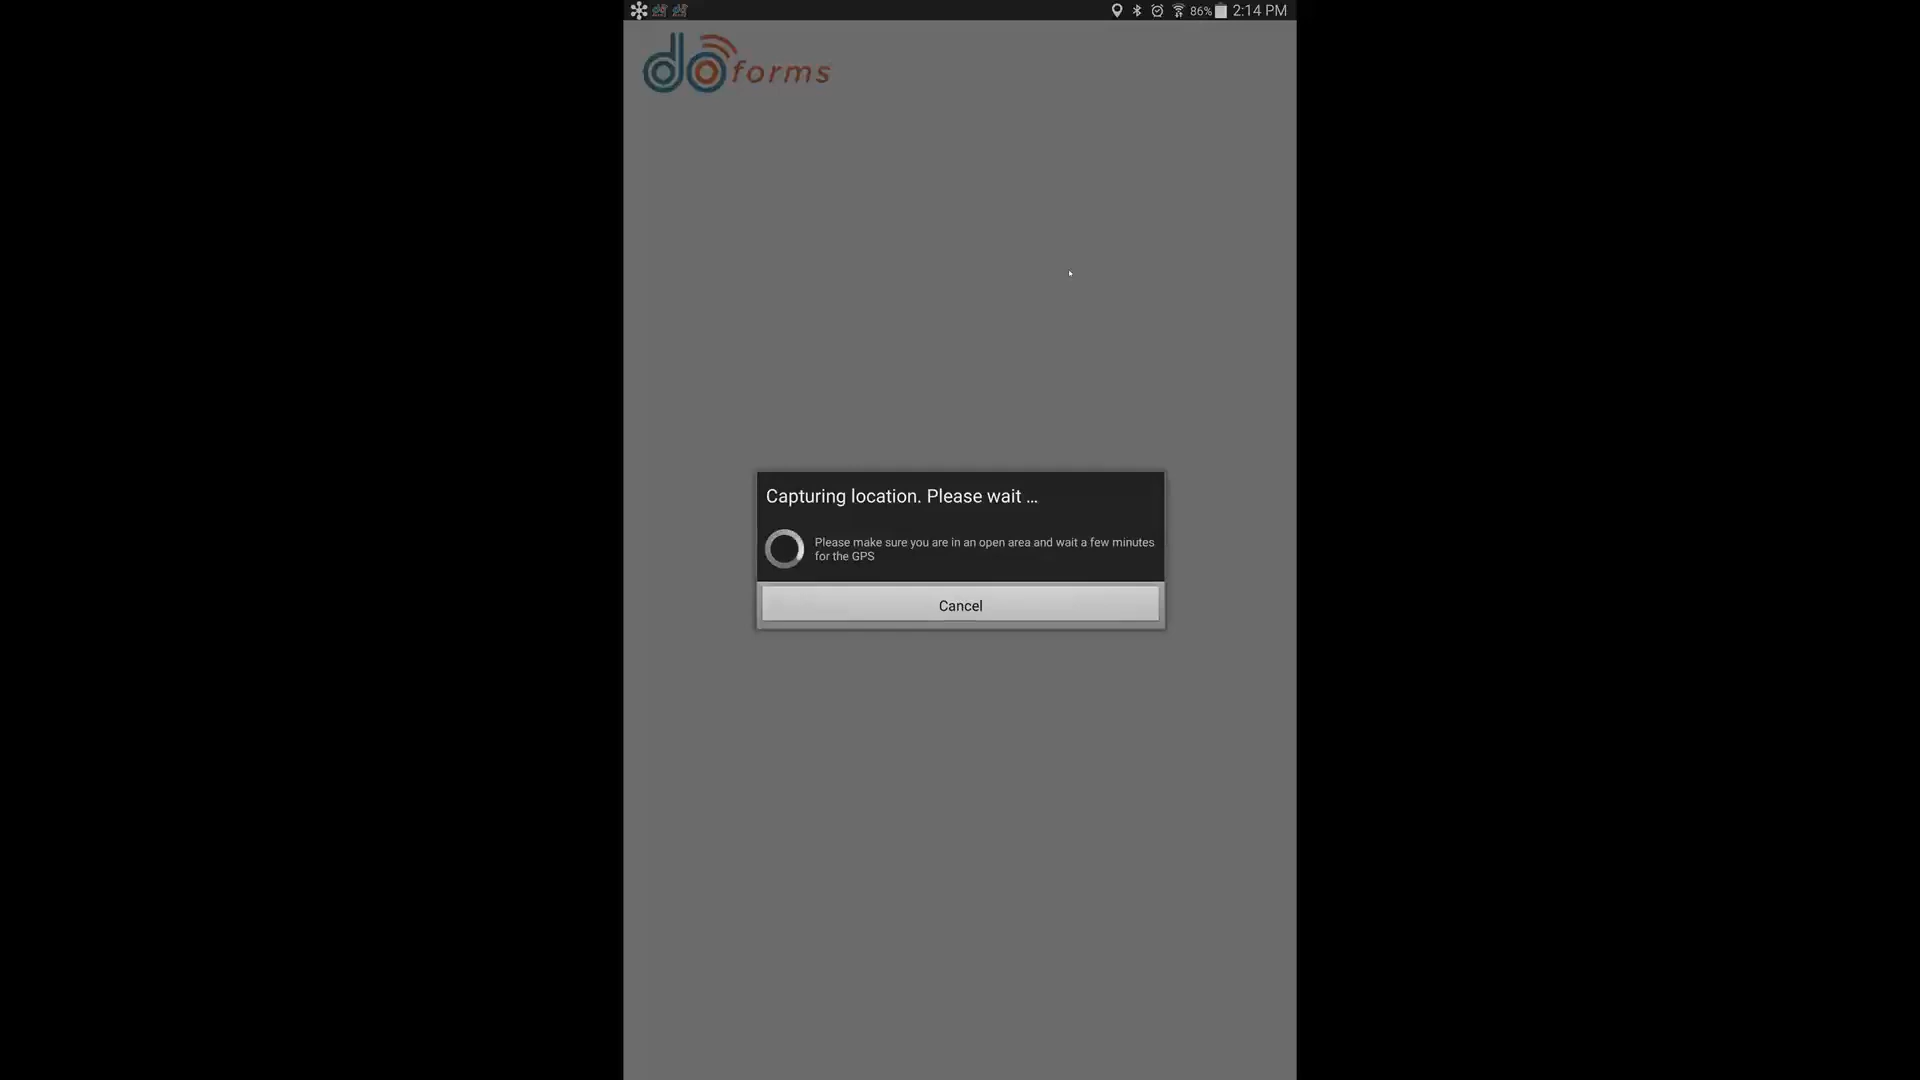 86% 2:14 PM
doforms
Capturing location. Please wait ...
Please make sure you are in an open area and wait a few minutes
for the GPS
Cancel